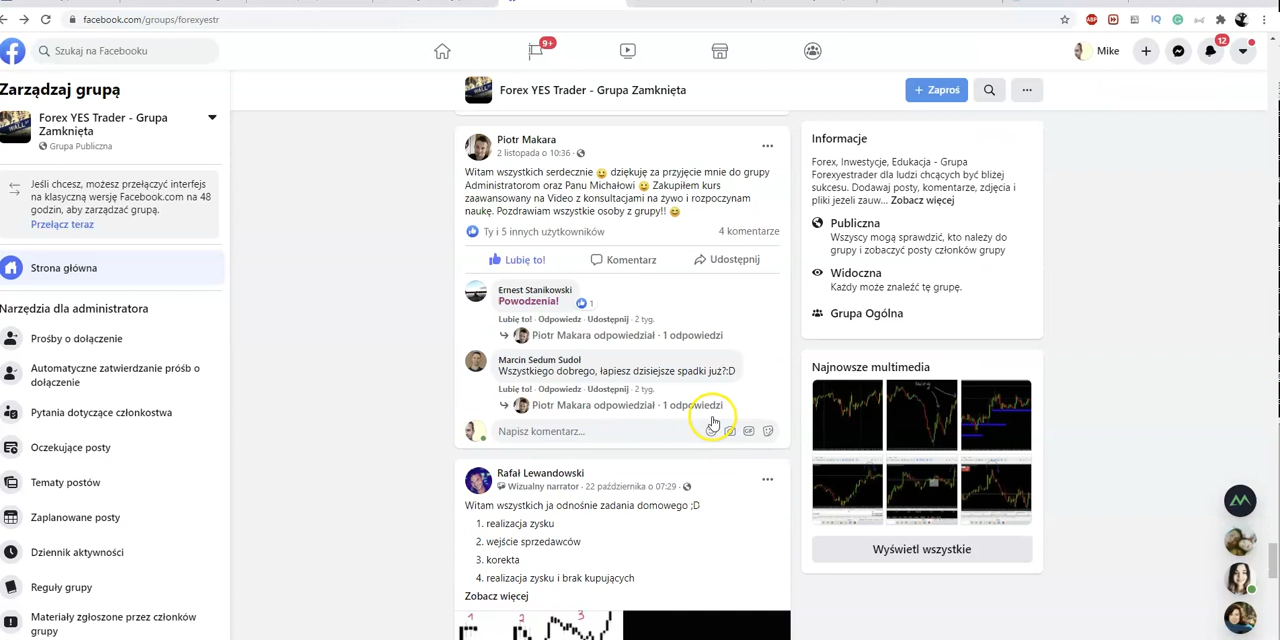 facebook.com/groups/forexyestr
Szukaj na Facebooku
9+
Mike
12
Zarządzaj grupą
Forex YES Trader - Grupa
Zamknięta
Grupa Publiczna
Jeśli chcesz, możesz przełączyć interfejs
na klasyczną wersję Facebook.com na 48
godzin, aby zarządzać grupą.
Przełącz teraz
Strona główna
Narzędzia dla administratora
Prośby o dołączenie
Automatyczne zatwierdzanie próśb o
dołączenie
Pytania dotyczące członkostwa
Oczekujące posty
Tematy postów
Zaplanowane posty
Dziennik aktywności
Reguły grupy
Materiały zgłoszone przez członków
grupy
Forex YES Trader - Grupa Zamknięta
+ Zaproś
Piotr Makara
2 listopada o 10:36 ·
Witam wszystkich serdecznie 😀 dziękuję za przyjęcie mnie do grupy
Administratorom oraz Panu Michałowi 😀 Zakupiłem kurs
zaawansowany na Video z konsultacjami na żywo i rozpoczynam
naukę. Pozdrawiam wszystkie osoby z grupy!! 😀
Ty i 5 innych użytkowników
4 komentarze
Lubię to!
Komentarz
Udostępnij
Ernest Stanikowski
Powodzenia!
1
Lubię to! · Odpowiedz · Udostępnij · 2 tyg.
Piotr Makara odpowiedział · 1 odpowiedzi
Marcin Sedum Sudoł
Wszystkiego dobrego, łapiesz dzisiejsze spadki już?:D
Lubię to! · Odpowiedz · Udostępnij · 2 tyg.
Piotr Makara odpowiedział · 1 odpowiedzi
Napisz komentarz...
GIF
Rafał Lewandowski
Wizualny narrator · 22 października o 07:29 ·
Witam wszystkich ja odnośnie zadania domowego ;D
1. realizacja zysku
2. wejście sprzedawców
3. korekta
4. realizacja zysku i brak kupujących
Zobacz więcej
1
2
3
Informacje
Forex, Inwestycje, Edukacja - Grupa
Forexyestrader dla ludzi chcących być bliżej
sukcesu. Dodawaj posty, komentarze, zdjęcia i
pliki jezeli zauw... Zobacz więcej
Publiczna
Wszyscy mogą sprawdzić, kto należy do
grupy i zobaczyć posty członków grupy
Widoczna
Każdy może znaleźć tę grupę.
Grupa Ogólna
Najnowsze multimedia
Wyświetl wszystkie